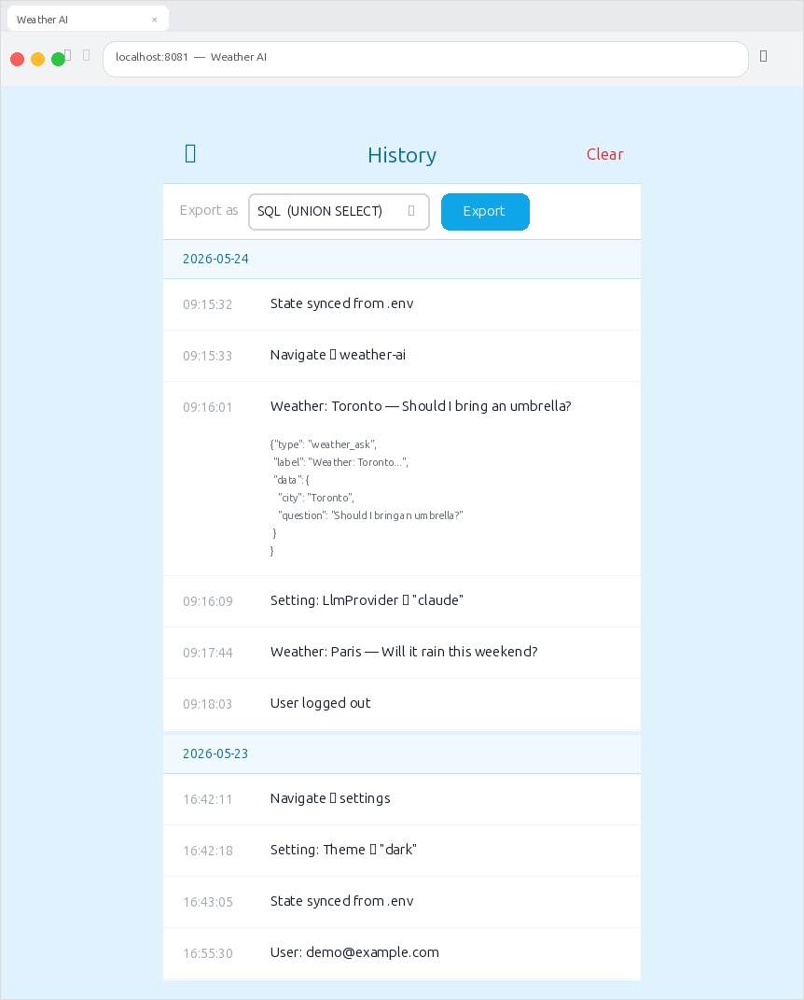 Weather AI ×
localhost:8081 — Weather AI
History
Clear
Export as
SQL (UNION SELECT)
Export
2026-05-24
09:15:32 State synced from .env
09:15:33 Navigate weather-ai
09:16:01 Weather: Toronto — Should I bring an umbrella?
{"type": "weather_ask",
"label": "Weather: Toronto...",
"data": {
"city": "Toronto",
"question": "Should I bring an umbrella?"
}
}
09:16:09 Setting: LlmProvider "claude"
09:17:44 Weather: Paris — Will it rain this weekend?
09:18:03 User logged out
2026-05-23
16:42:11 Navigate settings
16:42:18 Setting: Theme "dark"
16:43:05 State synced from .env
16:55:30 User: demo@example.com